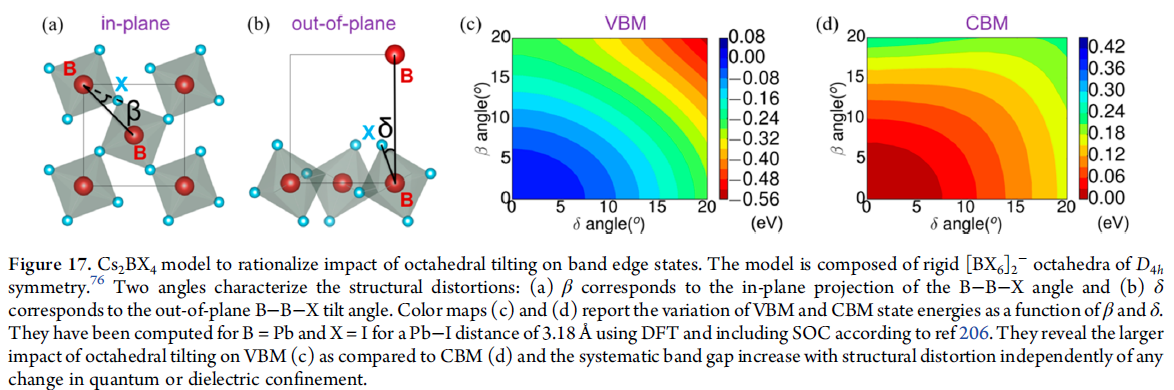 (a) in-plane
(b) out-of-plane
(c) VBM
(d) CBM
B
X
β
B
B
X
δ
B
20
15
10
5
0
β angle(°)
0 5 10 15 20
δ angle(°)
0.08
0.00
−0.08
−0.16
−0.24
−0.32
−0.40
−0.48
−0.56
(eV)
20
15
10
5
0
β angle(°)
0 5 10 15 20
δ angle(°)
0.42
0.36
0.30
0.24
0.18
0.12
0.06
0.00
(eV)
Figure 17. Cs₂BX₄ model to rationalize impact of octahedral tilting on band edge states. The model is composed of rigid [BX₆]₂⁻ octahedra of D₄ₕ
symmetry.⁷⁶ Two angles characterize the structural distortions: (a) β corresponds to the in-plane projection of the B−B−X angle and (b) δ
corresponds to the out-of-plane B−B−X tilt angle. Color maps (c) and (d) report the variation of VBM and CBM state energies as a function of β and δ.
They have been computed for B = Pb and X = I for a Pb−I distance of 3.18 Å using DFT and including SOC according to ref 206. They reveal the larger
impact of octahedral tilting on VBM (c) as compared to CBM (d) and the systematic band gap increase with structural distortion independently of any
change in quantum or dielectric confinement.